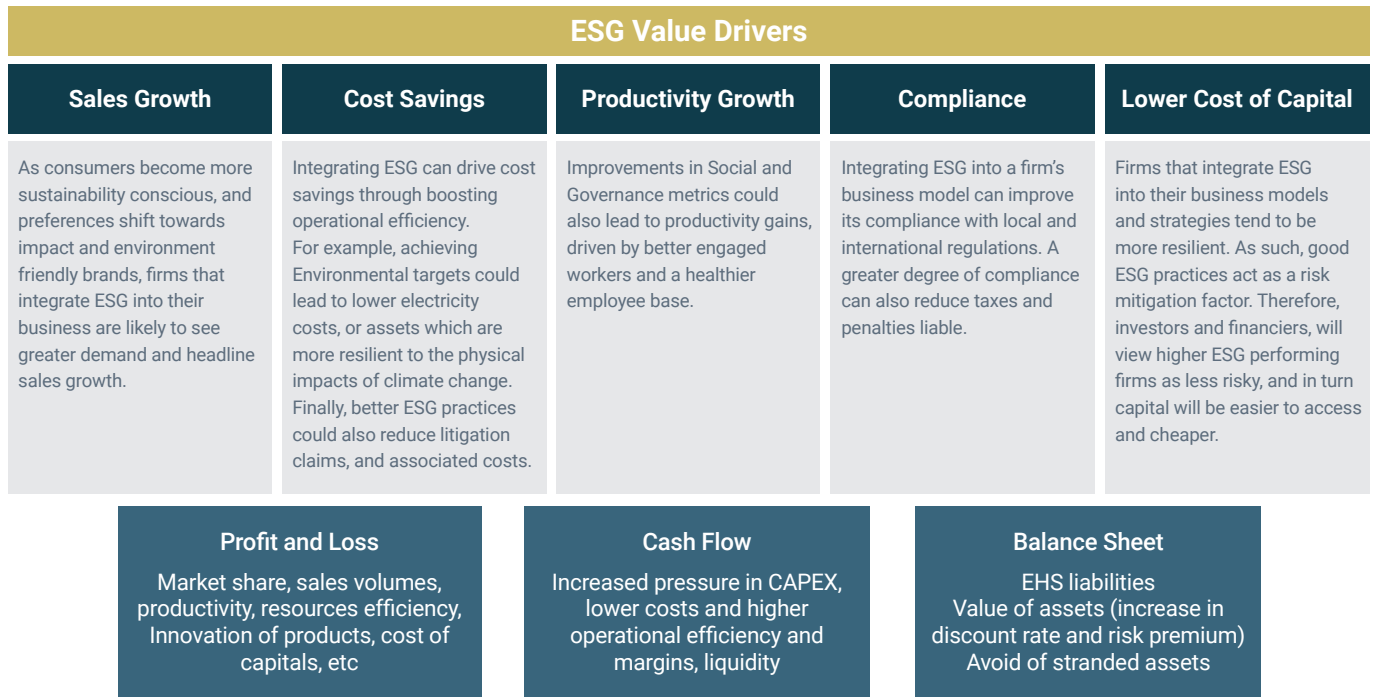 ESG Value Drivers
Sales Growth
As consumers become more
sustainability conscious, and
preferences shift towards
impact and environment
friendly brands, firms that
integrate ESG into their
business are likely to see
greater demand and headline
sales growth.
Cost Savings
Integrating ESG can drive cost
savings through boosting
operational efficiency.
For example, achieving
Environmental targets could
lead to lower electricity
costs, or assets which are
more resilient to the physical
impacts of climate change.
Finally, better ESG practices
could also reduce litigation
claims, and associated costs.
Productivity Growth
Improvements in Social and
Governance metrics could
also lead to productivity gains,
driven by better engaged
workers and a healthier
employee base.
Compliance
Integrating ESG into a firm’s
business model can improve
its compliance with local and
international regulations. A
greater degree of compliance
can also reduce taxes and
penalties liable.
Lower Cost of Capital
Firms that integrate ESG
into their business models
and strategies tend to be
more resilient. As such, good
ESG practices act as a risk
mitigation factor. Therefore,
investors and financiers, will
view higher ESG performing
firms as less risky, and in turn
capital will be easier to access
and cheaper.
Profit and Loss
Market share, sales volumes,
productivity, resources efficiency,
Innovation of products, cost of
capitals, etc
Cash Flow
Increased pressure in CAPEX,
lower costs and higher
operational efficiency and
margins, liquidity
Balance Sheet
EHS liabilities
Value of assets (increase in
discount rate and risk premium)
Avoid of stranded assets